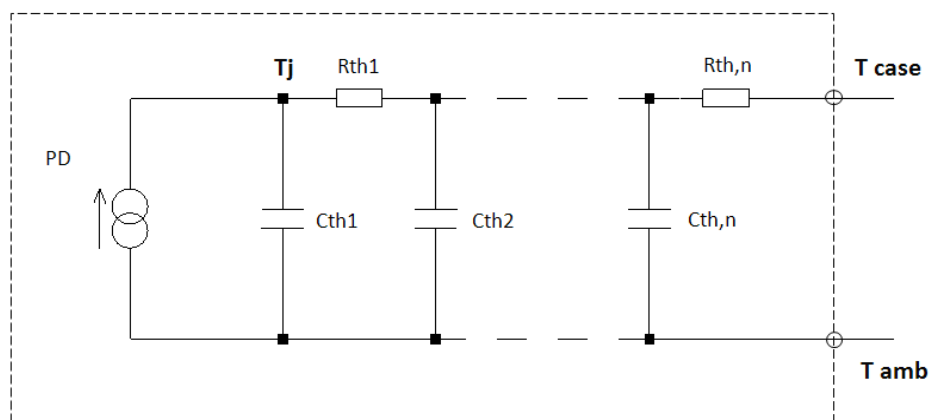 Tj
Rth1
Rth,n
T case
PD
Cth1
Cth2
Cth,n
T amb